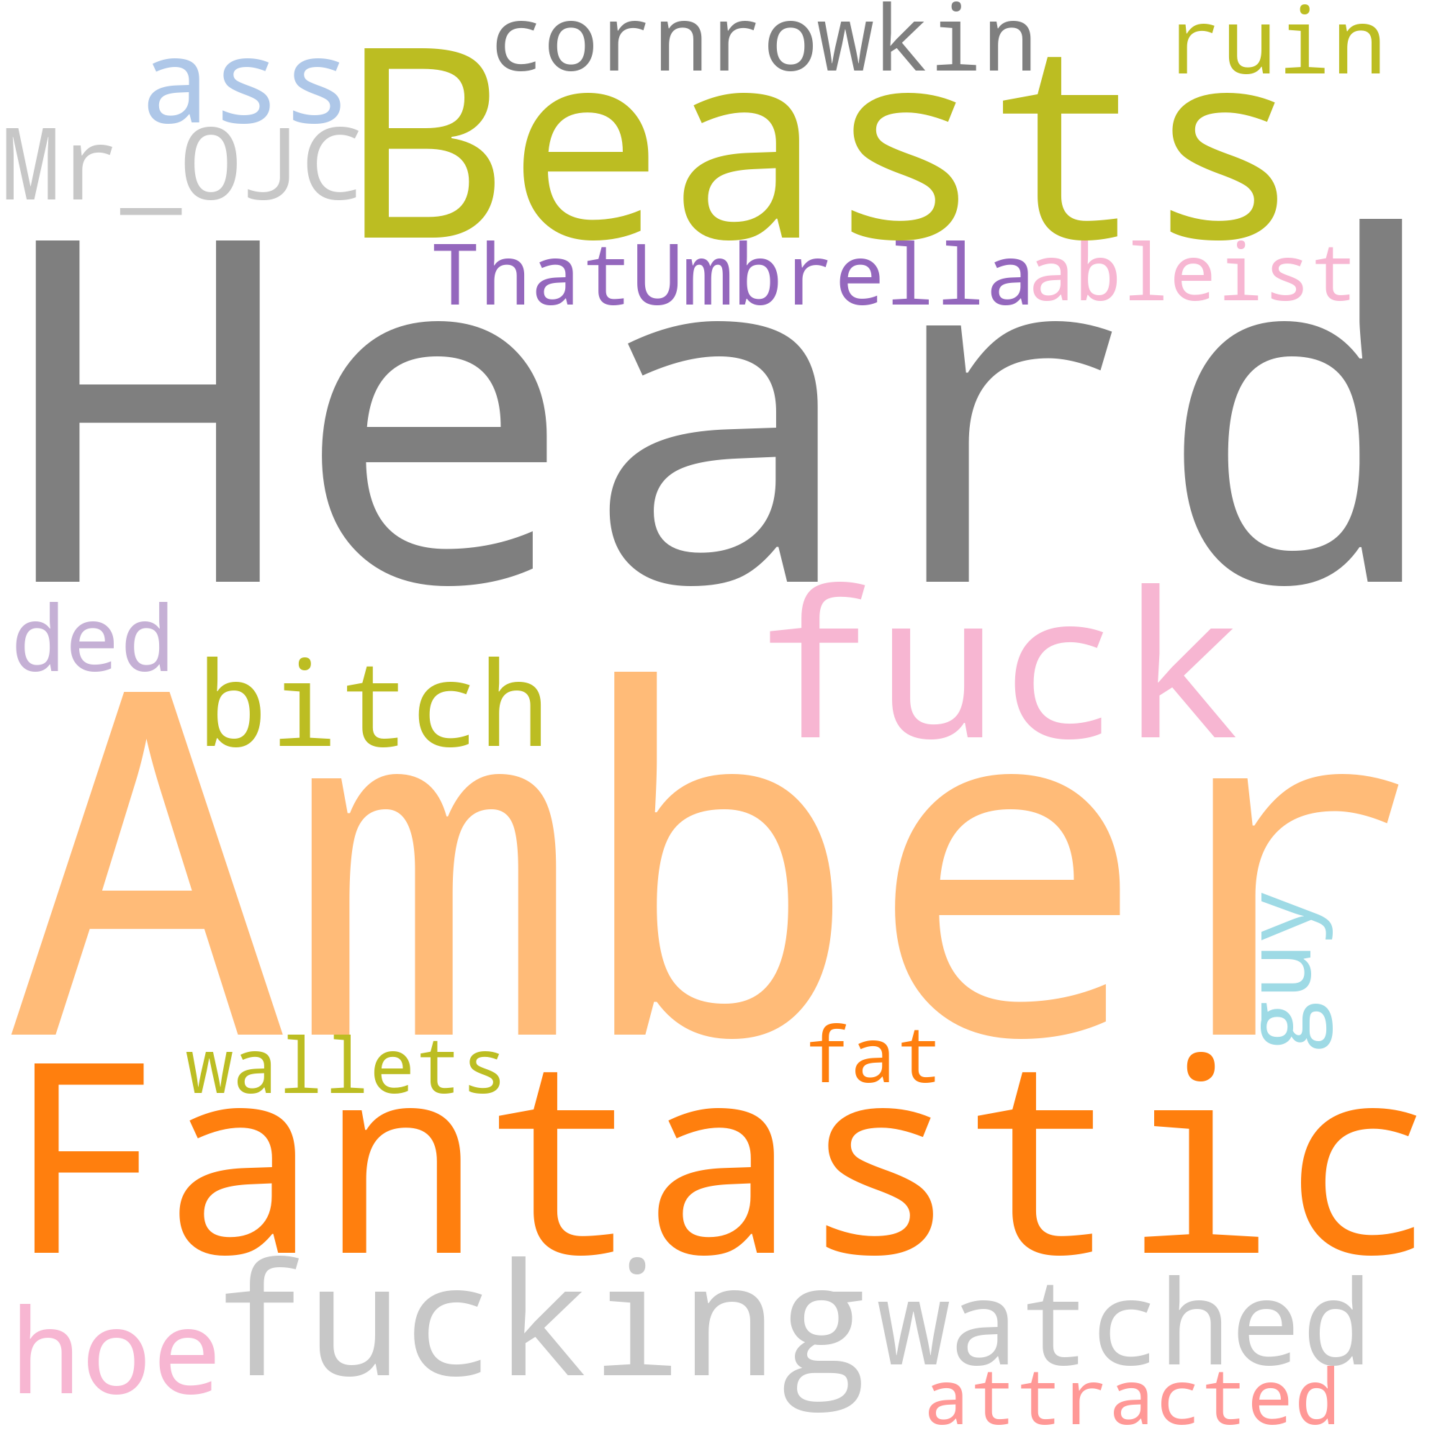 cornrowkin
ruin
ass
Beasts
Mr_OJC
ThatUmbrella
ableist
Heard
fuck
ded
bitch
Amber
guy
wallets
fat
Fantastic
fucking
watched
hoe
attracted